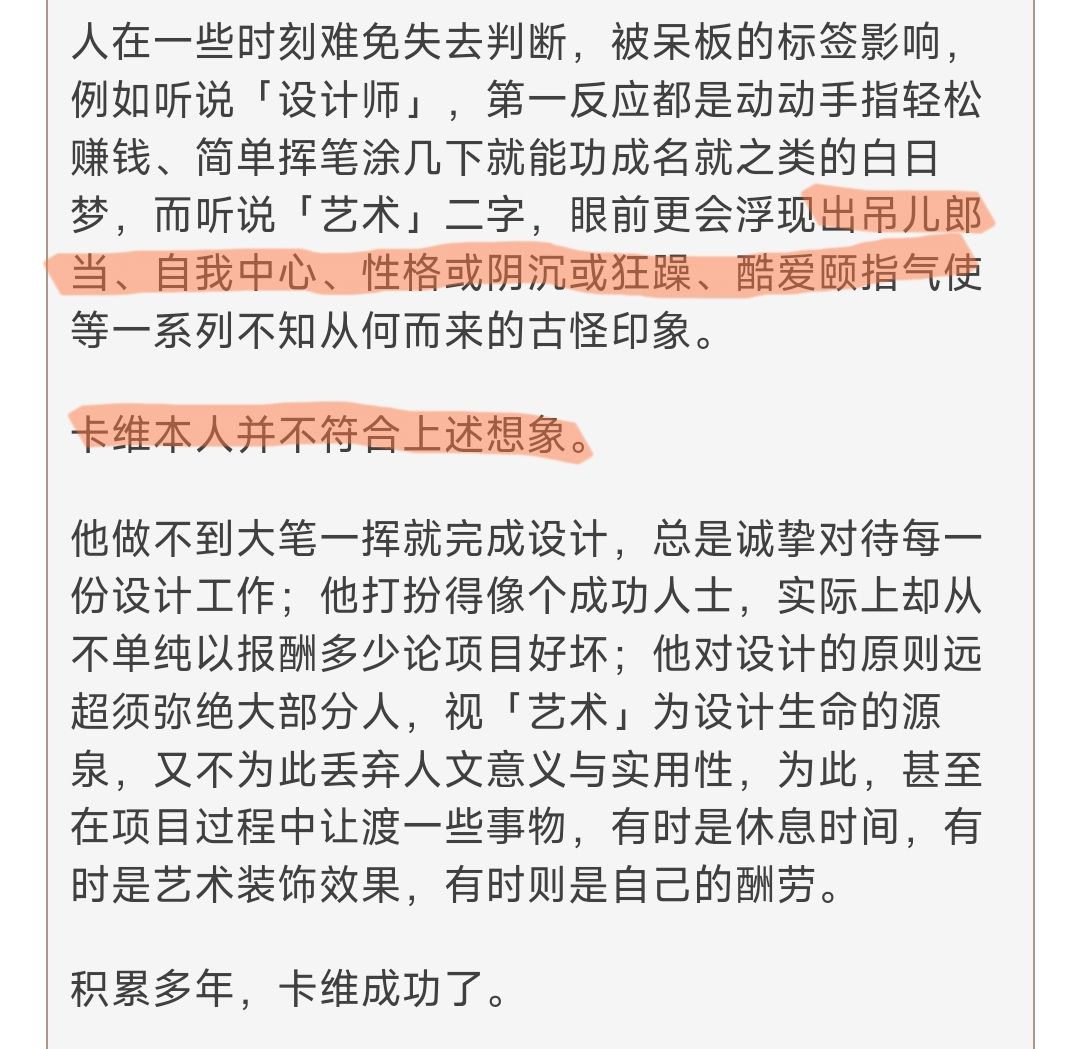 人在一些时刻难免失去判断，被呆板的标签影响，
例如听说「设计师」，第一反应都是动动手指轻松
赚钱、简单挥笔涂几下就能功成名就之类的白日
梦，而听说「艺术」二字，眼前更会浮现出吊儿郎
当、自我中心、性格或阴沉或狂躁、酷爱颐指气使
等一系列不知从何而来的古怪印象。
卡维本人并不符合上述想象。
他做不到大笔一挥就完成设计，总是诚挚对待每一
份设计工作；他打扮得像个成功人士，实际上却从
不单纯以报酬多少论项目好坏；他对设计的原则远
超须弥绝大部分人，视「艺术」为设计生命的源
泉，又不为此丢弃人文意义与实用性，为此，甚至
在项目过程中让渡一些事物，有时是休息时间，有
时是艺术装饰效果，有时则是自己的酬劳。
积累多年，卡维成功了。